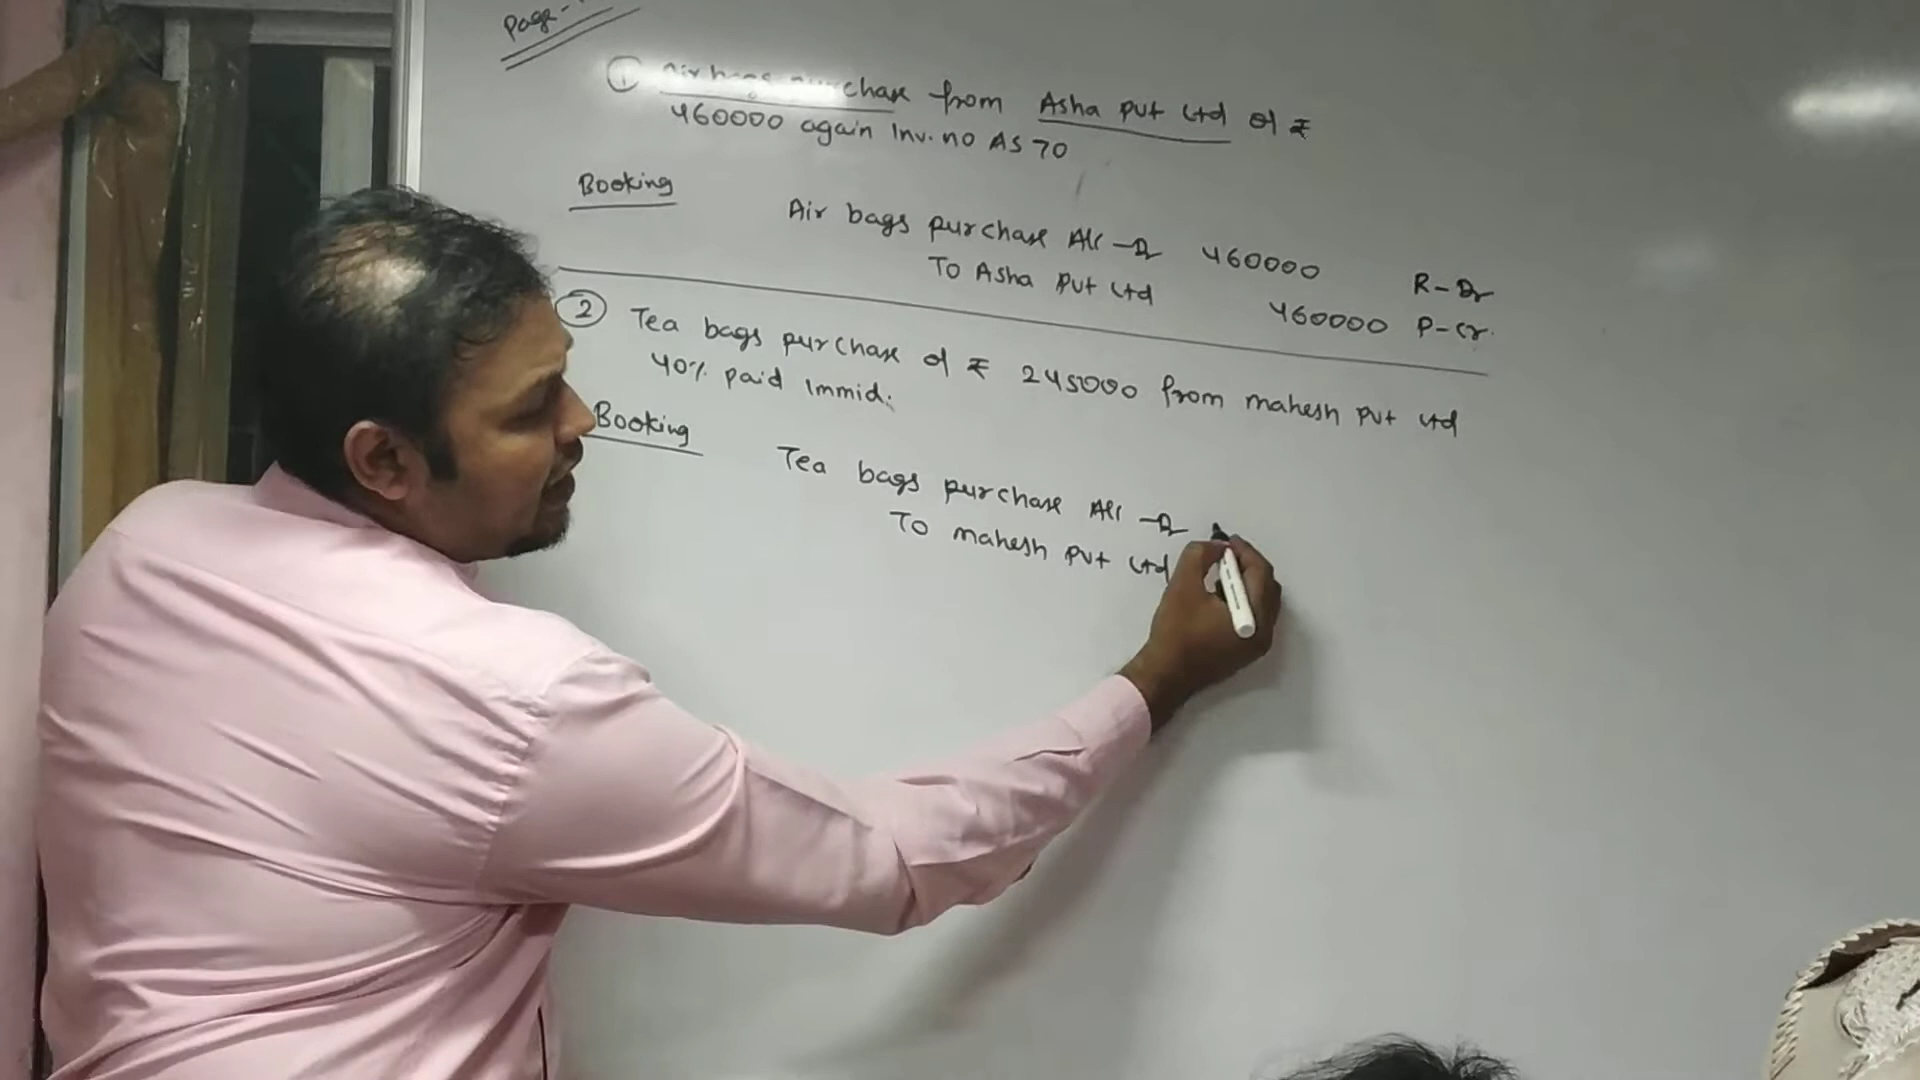 Page-
① Air bags purchase from Asha Pvt Ltd of ₹
460000 again Inv. no AS 70
Booking
Air bags purchase A/c - Dr 460000 R - Dr
To Asha Pvt Ltd 460000 P - Cr.
② Tea bags purchase of ₹ 245000 from mahesh Pvt Ltd
40% paid Immid.
Booking
Tea bags purchase A/c - Dr
To mahesh Pvt Ltd